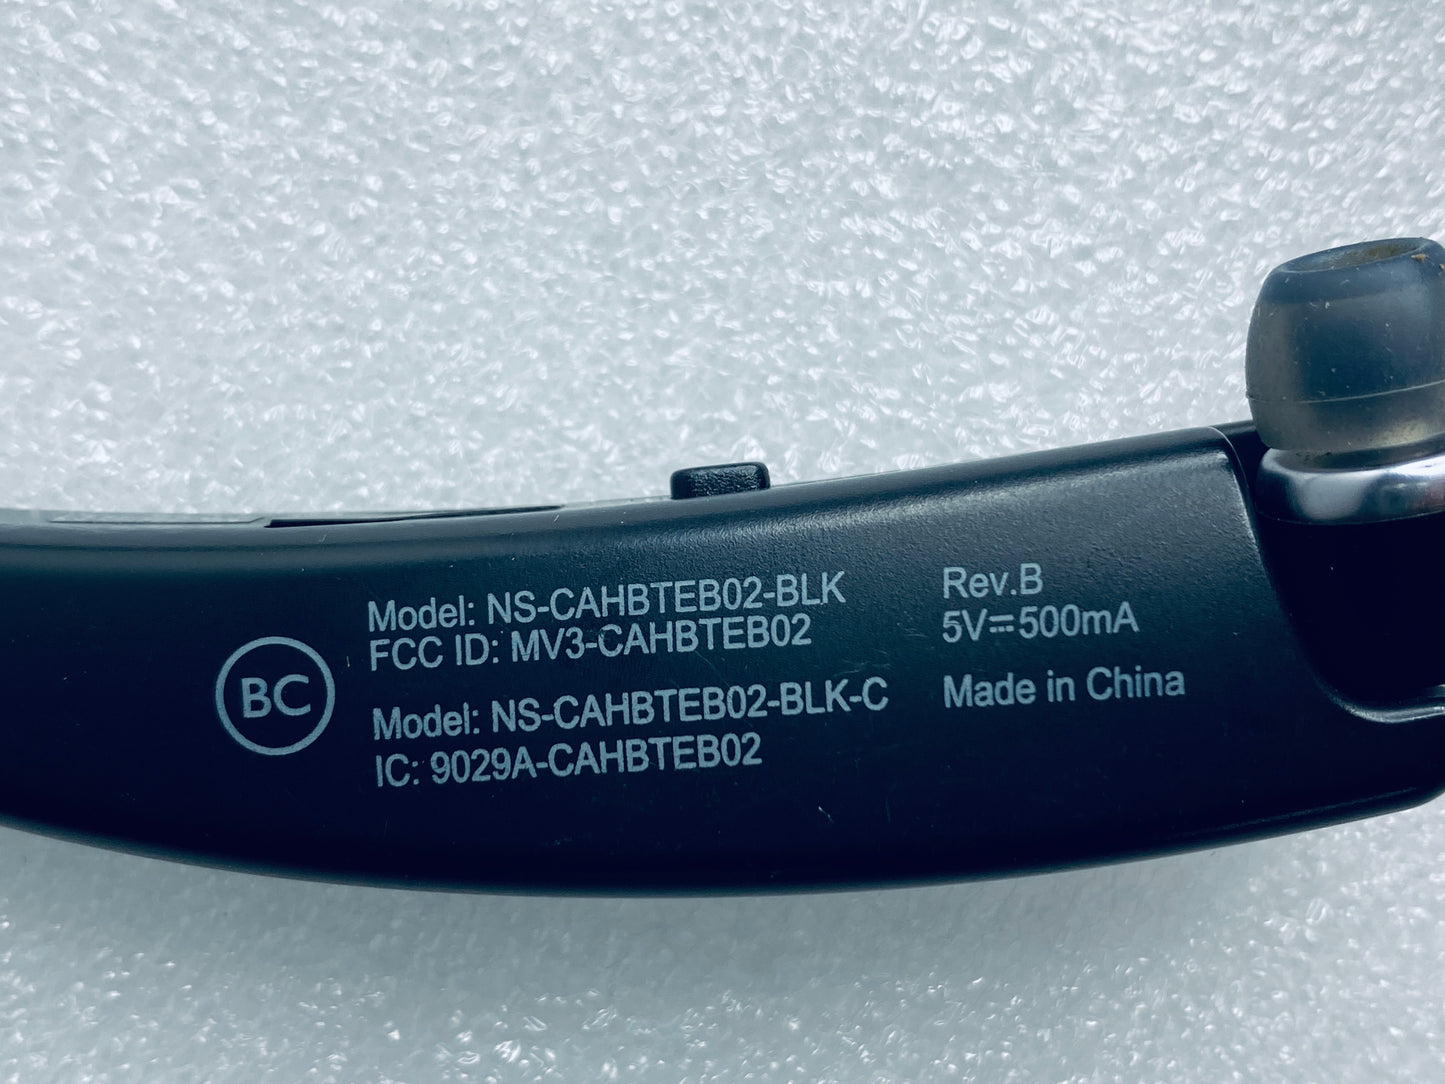 BC
Model: NS-CAHBTEB02-BLK
FCC ID: MV3-CAHBTEB02
Model: NS-CAHBTEB02-BLK-C
IC: 9029A-CAHBTEB02
Rev.B
5V⎓500mA
Made in China